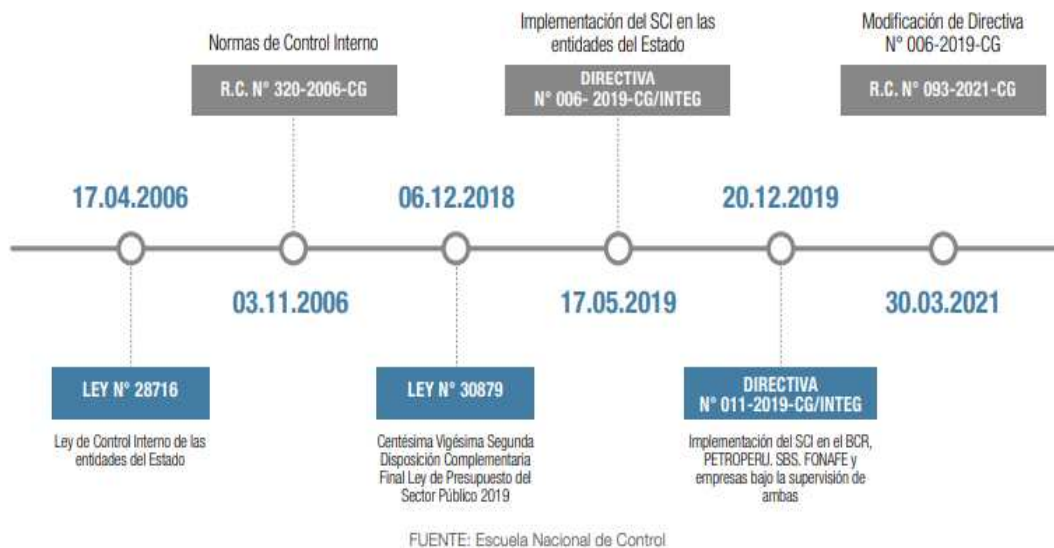 Normas de Control Interno
R.C. N° 320-2006-CG
Implementación del SCI en las
entidades del Estado
DIRECTIVA
N° 006- 2019-CG/INTEG
Modificación de Directiva
N° 006-2019-CG
R.C. N° 093-2021-CG
17.04.2006
06.12.2018
20.12.2019
03.11.2006
17.05.2019
30.03.2021
LEY N° 28716
Ley de Control Interno de las
entidades del Estado
LEY N° 30879
Centésima Vigésima Segunda
Disposición Complementaria
Final Ley de Presupuesto del
Sector Público 2019
DIRECTIVA
N° 011-2019-CG/INTEG
Implementación del SCI en el BCR,
PETROPERU. SBS. FONAFE y
empresas bajo la supervisión de
ambas
FUENTE: Escuela Nacional de Control